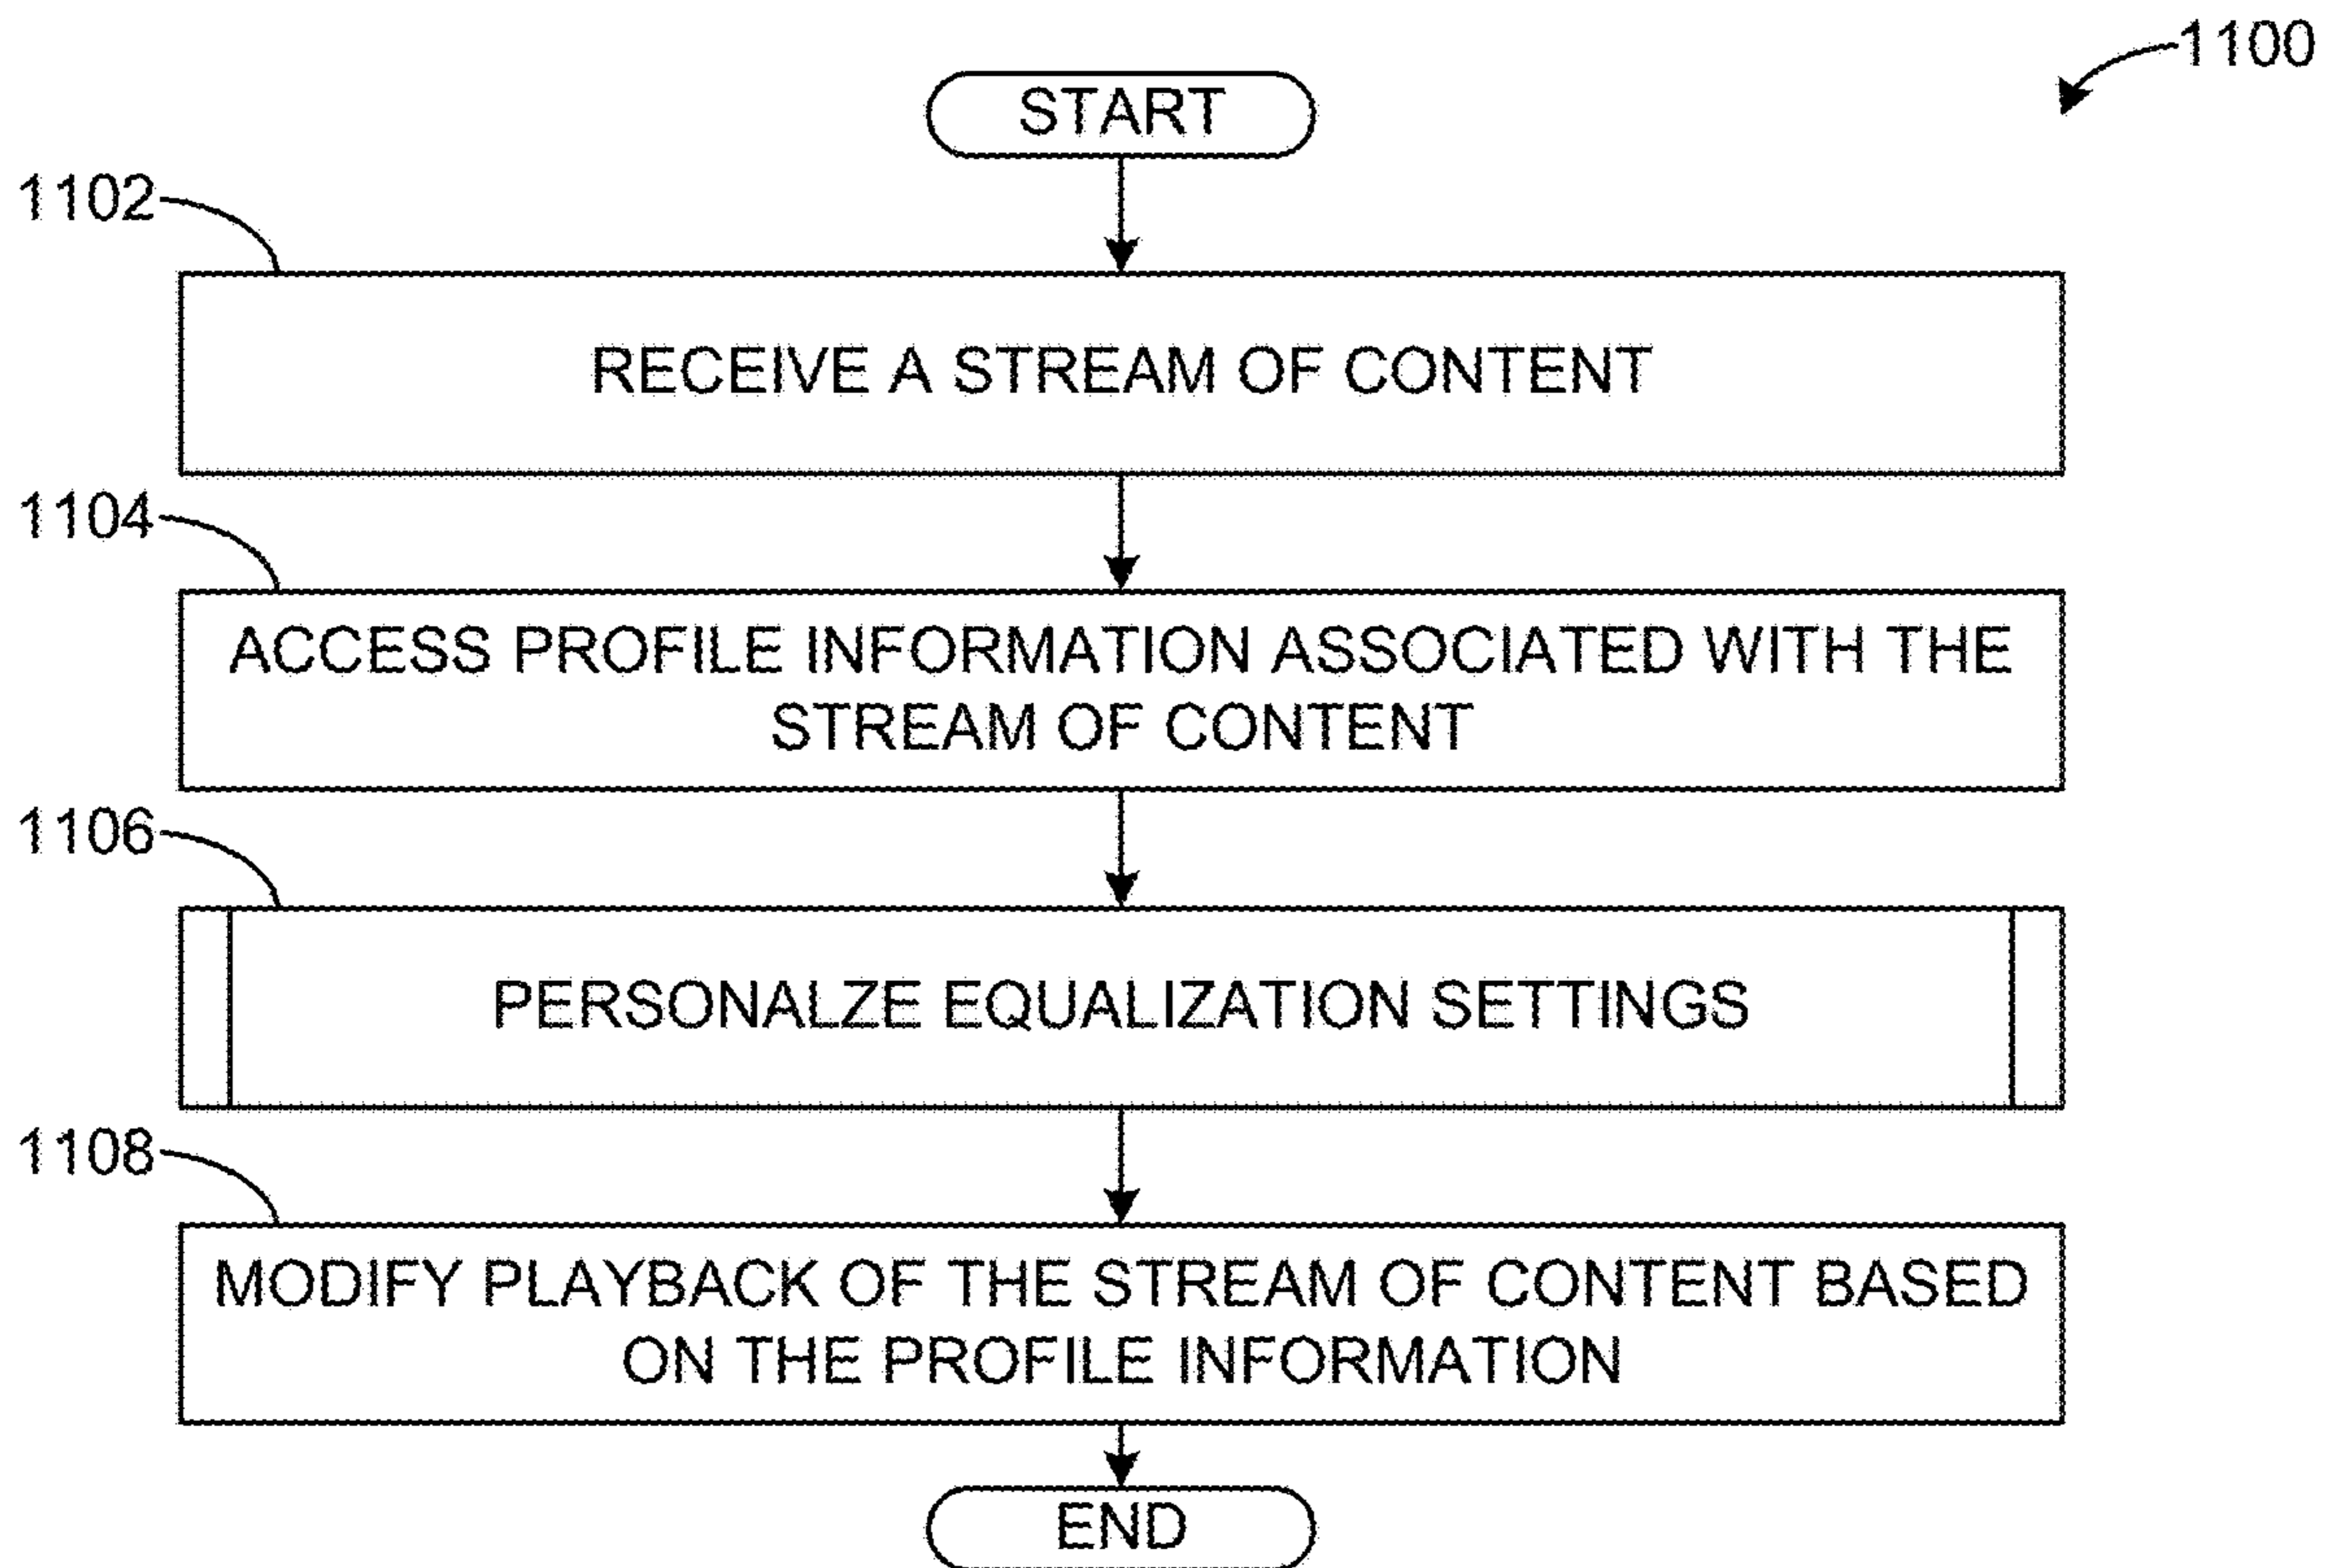 1100
START
1102
RECEIVE A STREAM OF CONTENT
1104
ACCESS PROFILE INFORMATION ASSOCIATED WITH THE
STREAM OF CONTENT
1106
PERSONALZE EQUALIZATION SETTINGS
1108
MODIFY PLAYBACK OF THE STREAM OF CONTENT BASED
ON THE PROFILE INFORMATION
END